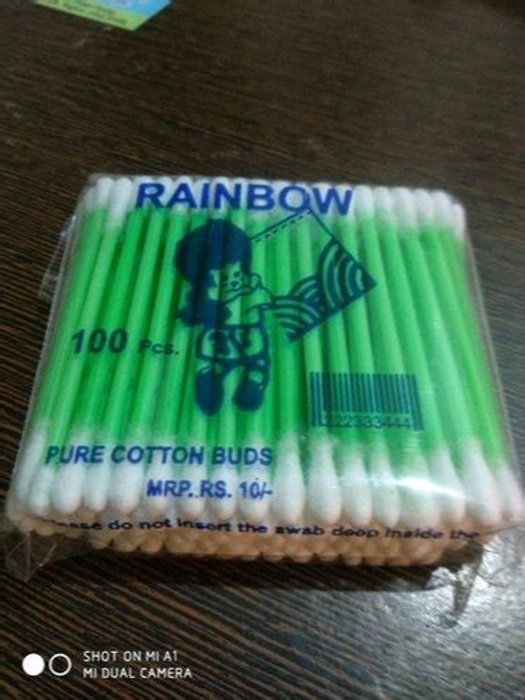 RAINBOW
100 Pcs.
PURE COTTON BUDS
MRP. RS. 10/-
please do not insert the swab deep inside the
SHOT ON MI A1
MI DUAL CAMERA